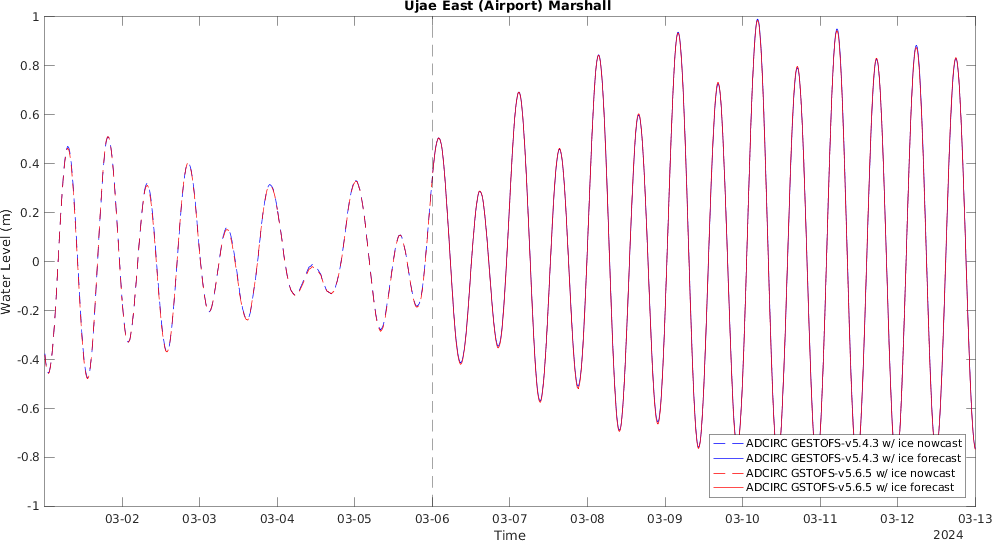 Ujae East (Airport) Marshall
1
0.8
0.6
0.4
0.2
0
-0.2
-0.4
-0.6
-0.8
-1
Water Level (m)
ADCIRC GESTOFS-v5.4.3 w/ ice nowcast
ADCIRC GESTOFS-v5.4.3 w/ ice forecast
ADCIRC GSTOFS-v5.6.5 w/ ice nowcast
ADCIRC GSTOFS-v5.6.5 w/ ice forecast
03-02 03-03 03-04 03-05 03-06 03-07 03-08 03-09 03-10 03-11 03-12 03-13
Time
2024